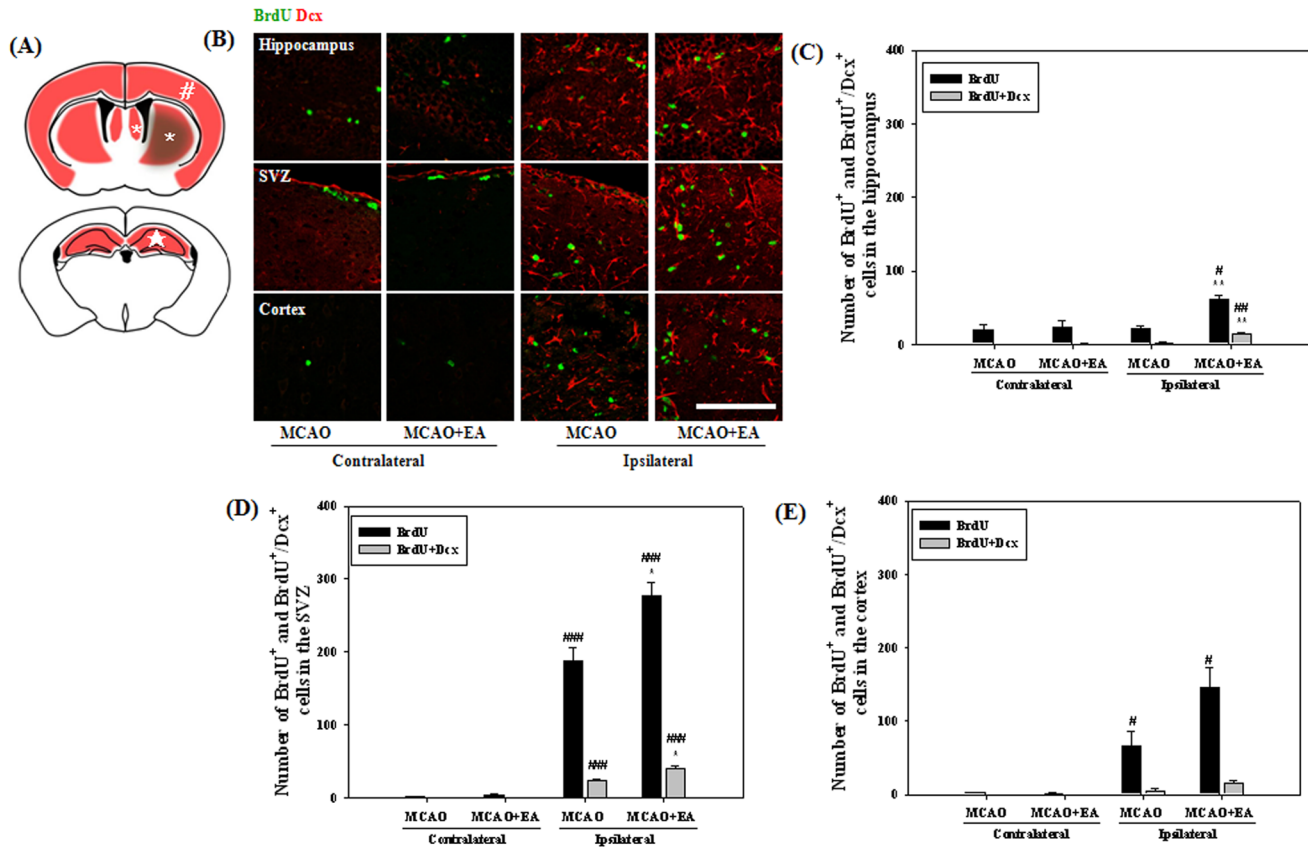 BrdU Dcx
(A)
(B)
Hippocampus
SVZ
Cortex
#
*
*
MCAO MCAO+EA MCAO MCAO+EA
Contralateral Ipsilateral
(C)
Number of BrdU⁺ and BrdU⁺/Dcx⁺
cells in the hippocampus
400
300
200
100
0
BrdU
BrdU+Dcx
#
**
##
**
MCAO MCAO+EA MCAO MCAO+EA
Contralateral Ipsilateral
(D)
Number of BrdU⁺ and BrdU⁺/Dcx⁺
cells in the SVZ
400
300
200
100
0
BrdU
BrdU+Dcx
###
###
###
*
###
*
MCAO MCAO+EA MCAO MCAO+EA
Contralateral Ipsilateral
(E)
Number of BrdU⁺ and BrdU⁺/Dcx⁺
cells in the cortex
400
300
200
100
0
BrdU
BrdU+Dcx
#
#
MCAO MCAO+EA MCAO MCAO+EA
Contralateral Ipsilateral